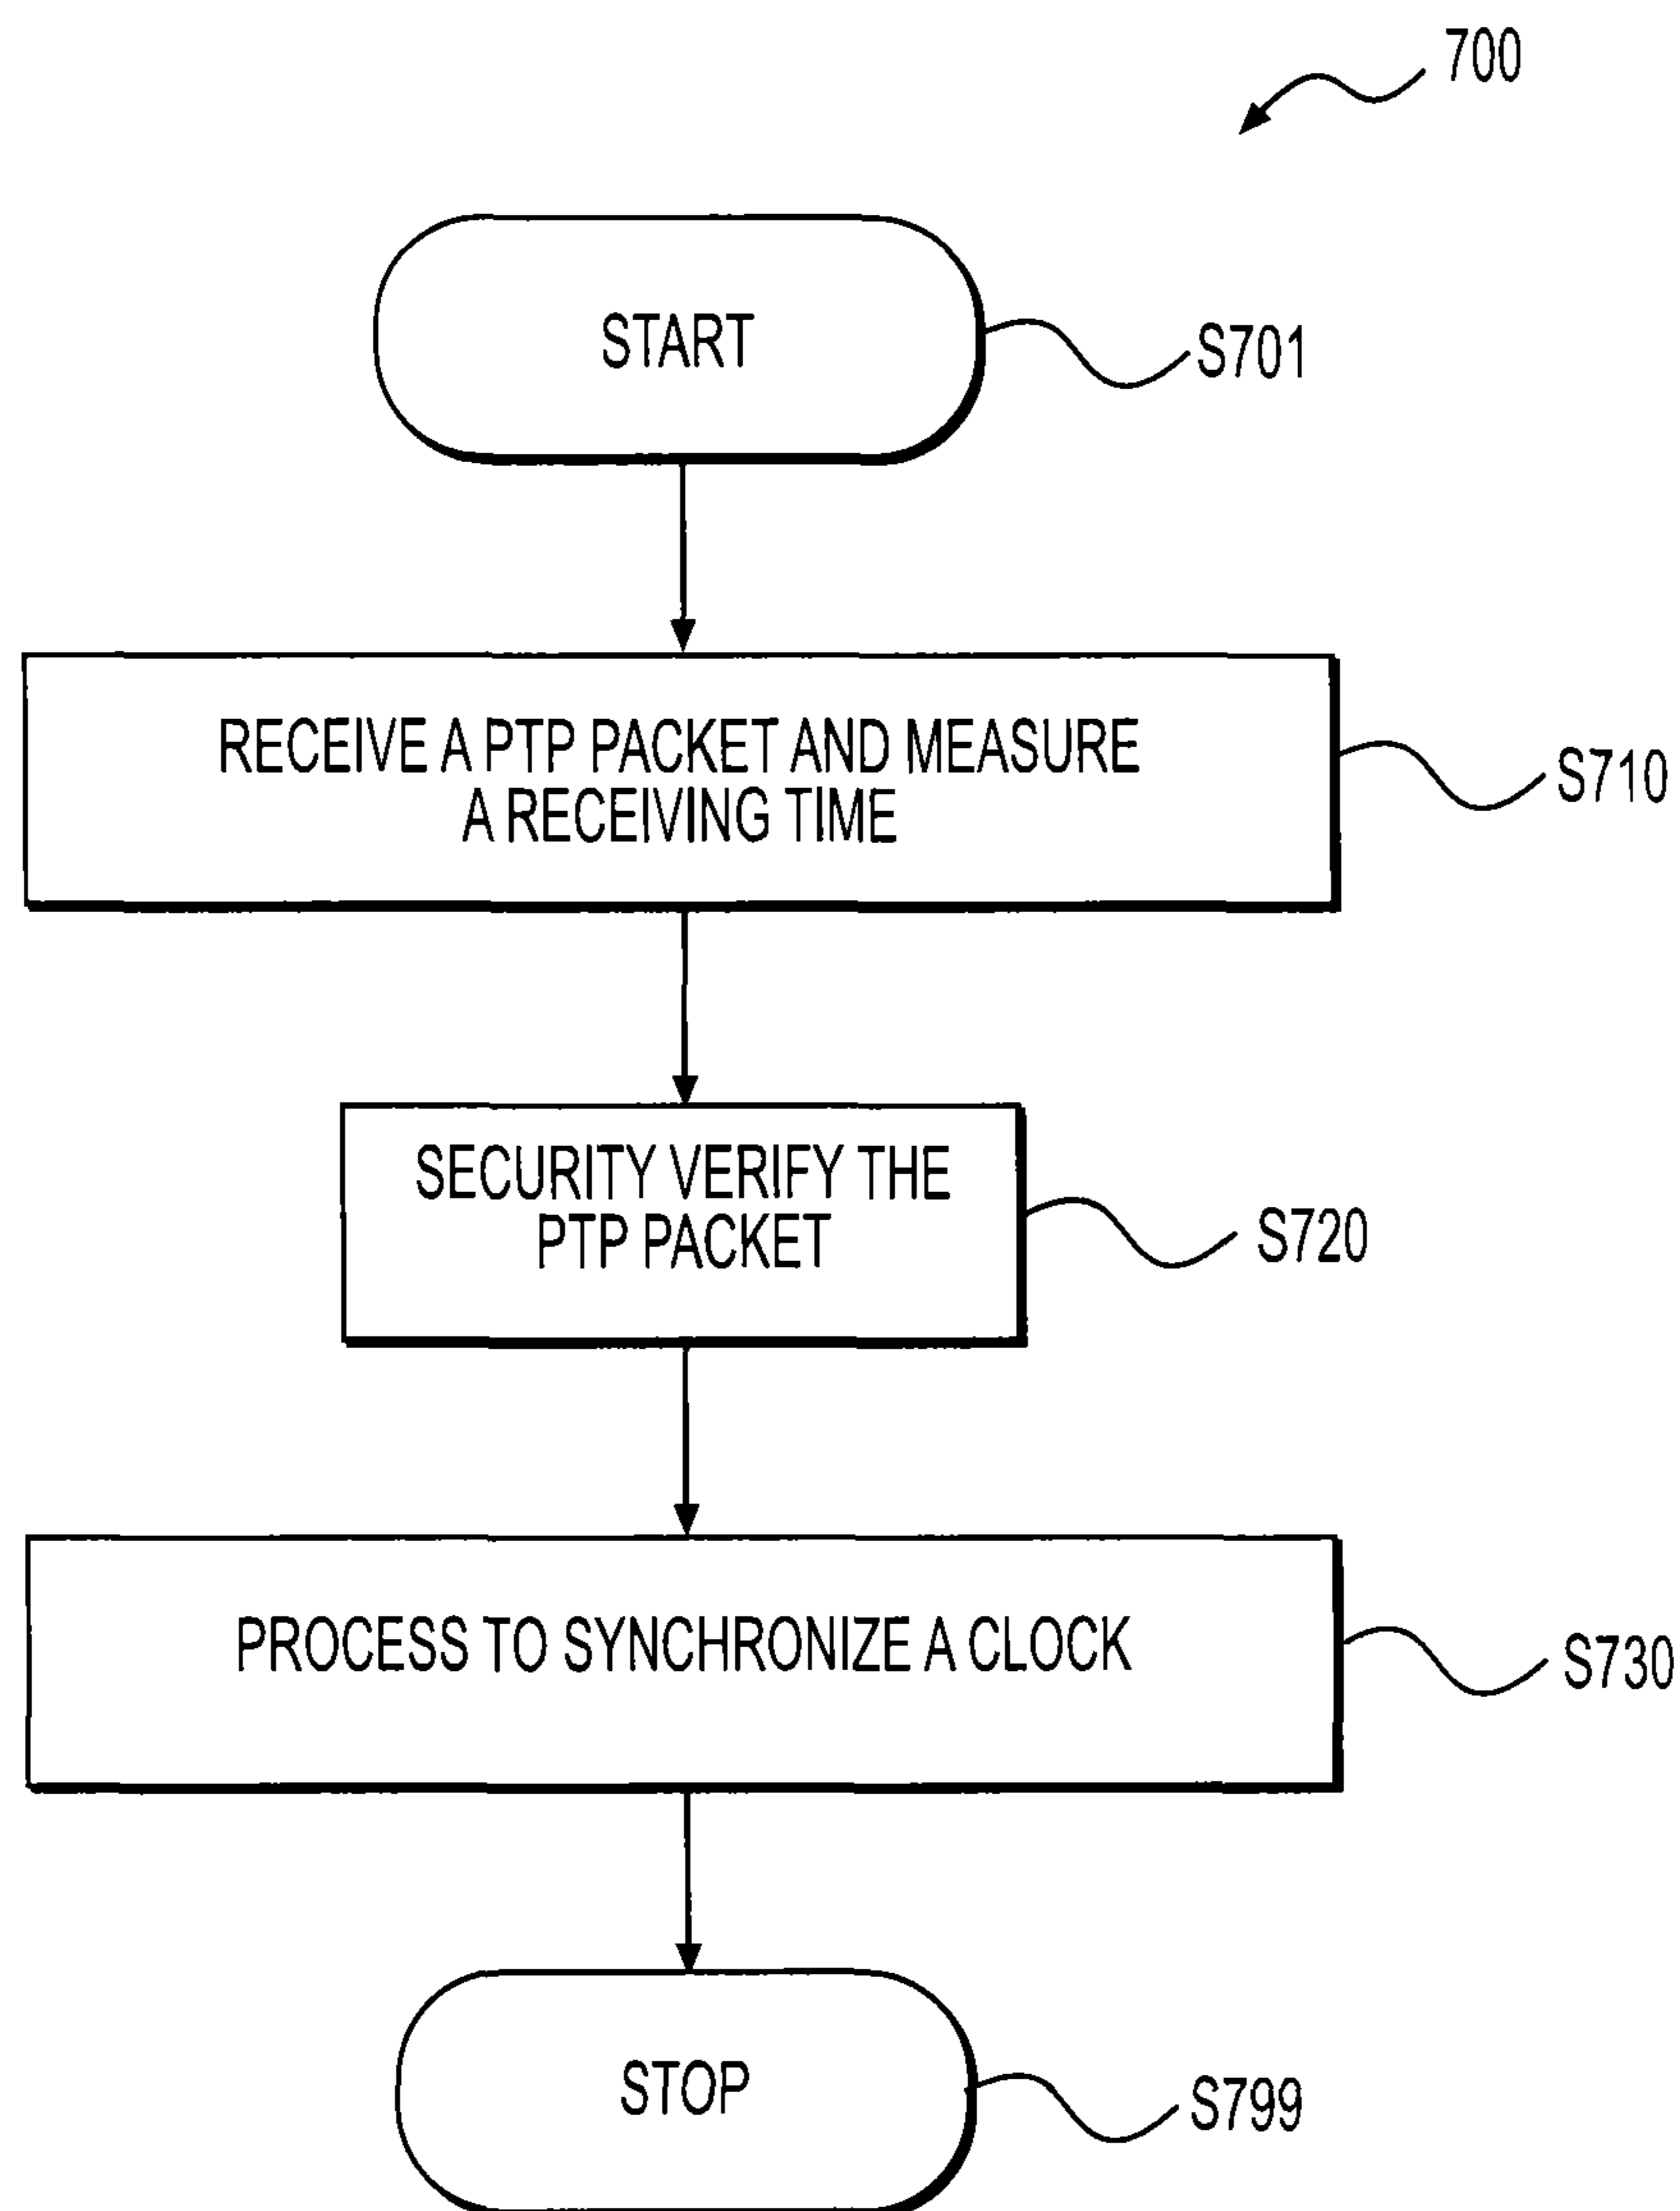 700
START
S701
RECEIVE A PTP PACKET AND MEASURE
A RECEIVING TIME
S710
SECURITY VERIFY THE
PTP PACKET
S720
PROCESS TO SYNCHRONIZE A CLOCK
S730
STOP
S799